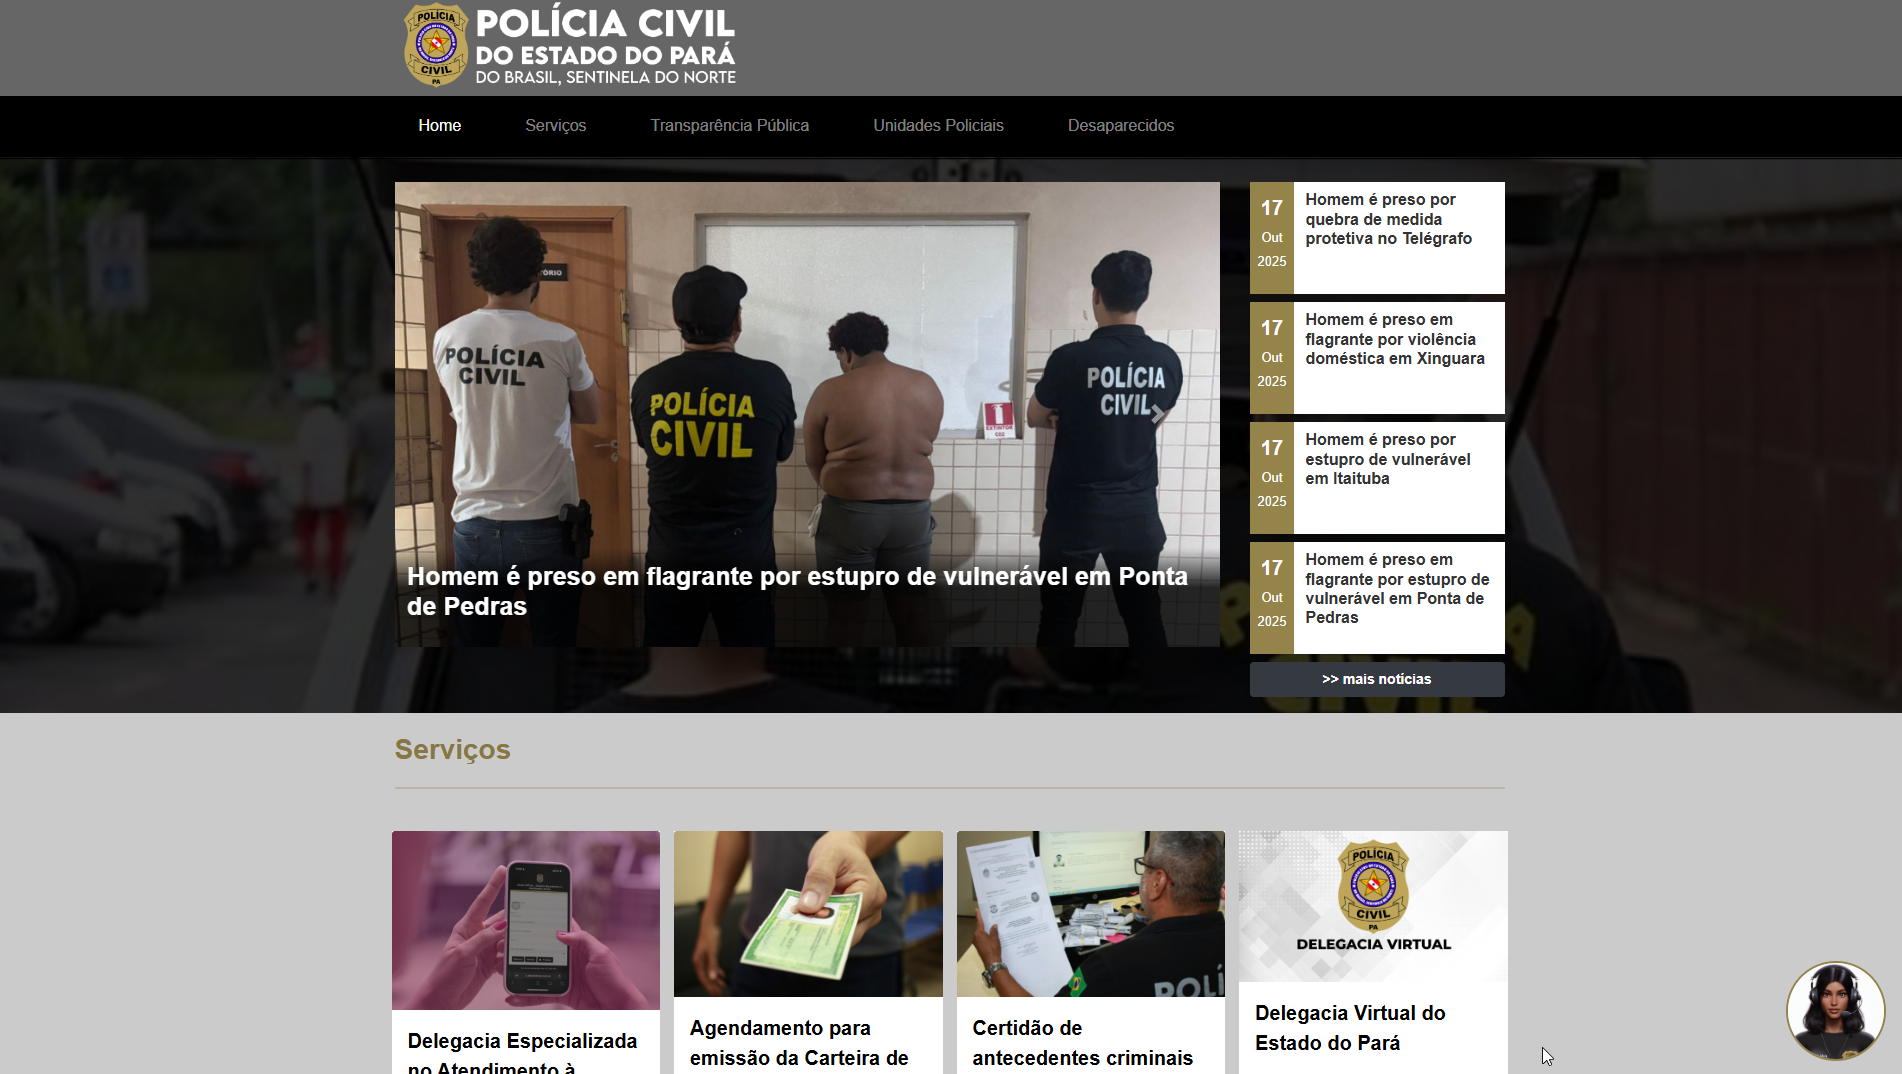 POLÍCIA
CIVIL
PA
POLÍCIA CIVIL
DO ESTADO DO PARÁ
DO BRASIL, SENTINELA DO NORTE
Home
Serviços
Transparência Pública
Unidades Policiais
Desaparecidos
POLÍCIA
CIVIL
POLÍCIA
CIVIL
POLÍCIA
CIVIL
EXTINTOR
CO2
Homem é preso em flagrante por estupro de vulnerável em Ponta
de Pedras
17
Out
2025
Homem é preso por
quebra de medida
protetiva no Telégrafo
17
Out
2025
Homem é preso em
flagrante por violência
doméstica em Xinguara
17
Out
2025
Homem é preso por
estupro de vulnerável
em Itaituba
17
Out
2025
Homem é preso em
flagrante por estupro de
vulnerável em Ponta de
Pedras
>> mais notícias
Serviços
Delegacia Especializada
no Atendimento à
Agendamento para
emissão da Carteira de
POLÍ
Certidão de
antecedentes criminais
POLÍCIA
CIVIL
PA
DELEGACIA VIRTUAL
Delegacia Virtual do
Estado do Pará